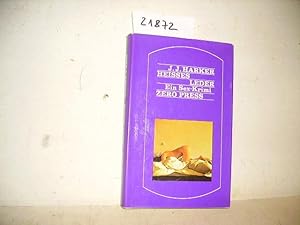 21872
J. J. HARKER
HEISSES
LEDER
Ein Sex-Krimi
ZERO PRESS